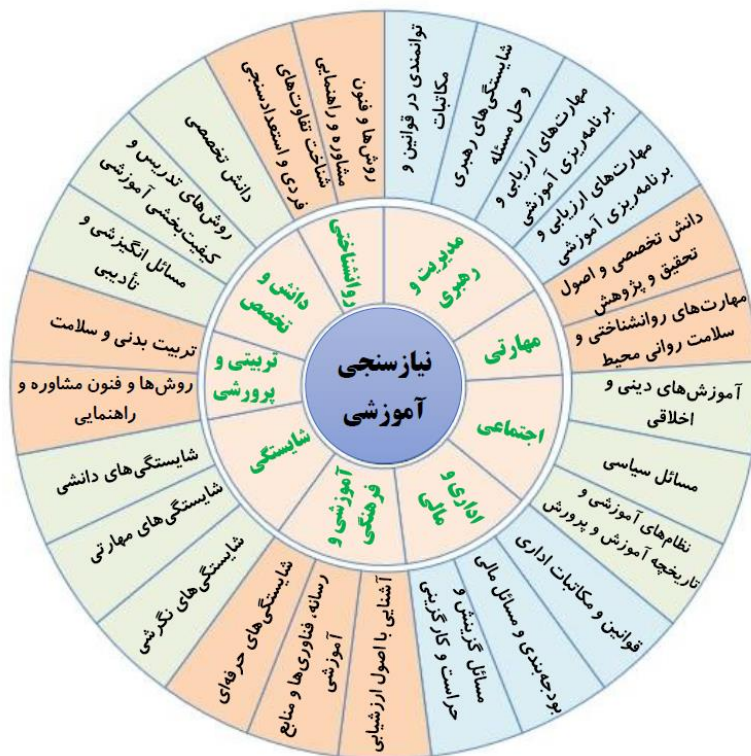 نیازسنجی
آموزشی
مدیریت و
رهبری
مهارتی
اجتماعی
اداری و
مالی
آموزشی و
فرهنگی
شایستگی
تربیتی و
پرورشی
دانش و
تخصص
روانشناختی
توانمندی در قوانین و
مکاتبات
شایستگی‌های رهبری
و حل مسئله
مهارت‌های ارزیابی و
برنامه‌ریزی آموزشی
مهارت‌های ارزیابی و
برنامه‌ریزی آموزشی
دانش تخصصی و اصول
تحقیق و پژوهش
مهارت‌های روانشناختی و
سلامت روانی محیط
آموزش‌های دینی و
اخلاقی
مسائل سیاسی
نظام‌های آموزشی و
تاریخچه آموزش و پرورش
قوانین و مکاتبات اداری
بودجه‌بندی و مسائل مالی
مسائل گزینش و
حراست و کارگزینی
آشنایی با اصول ارزشیابی
رسانه، فناوری‌ها و منابع
آموزشی
شایستگی‌های حرفه‌ای
شایستگی‌های نگرشی
شایستگی‌های مهارتی
شایستگی‌های دانشی
روش‌ها و فنون مشاوره و
راهنمایی
تربیت بدنی و سلامت
مسائل انگیزشی و
تأدیبی
روش‌های تدریس و
کیفیت‌بخشی آموزشی
دانش تخصصی
شناخت تفاوت‌های
فردی و استعدادسنجی
روش‌ها و فنون
مشاوره و راهنمایی